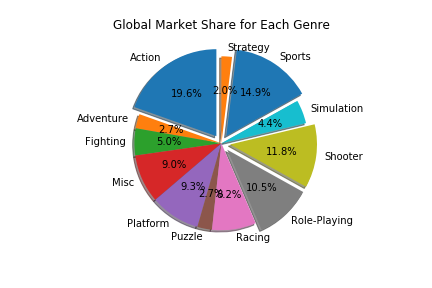 Global Market Share for Each Genre
Strategy
Action
Sports
2.0%
19.6%
14.9%
Simulation
Adventure
4.4%
2.7%
Fighting
5.0%
11.8%
Shooter
9.0%
Misc
9.3%
10.5%
2.7%
8.2%
Platform
Role-Playing
Puzzle
Racing